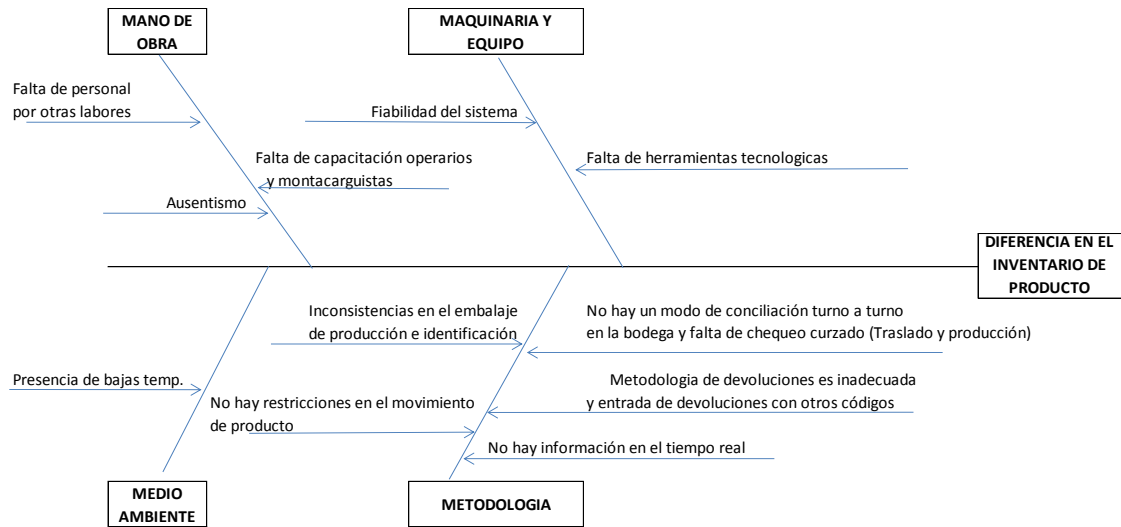 MANO DE
OBRA
MAQUINARIA Y
EQUIPO
Falta de personal
por otras labores
Fiabilidad del sistema
Falta de capacitación operarios
y montacarguistas
Falta de herramientas tecnologicas
Ausentismo
DIFERENCIA EN EL
INVENTARIO DE
PRODUCTO
Inconsistencias en el embalaje
de producción e identificación
No hay un modo de conciliación turno a turno
en la bodega y falta de chequeo curzado (Traslado y producción)
Presencia de bajas temp.
Metodologia de devoluciones es inadecuada
y entrada de devoluciones con otros códigos
No hay restricciones en el movimiento
de producto
No hay información en el tiempo real
MEDIO
AMBIENTE
METODOLOGIA